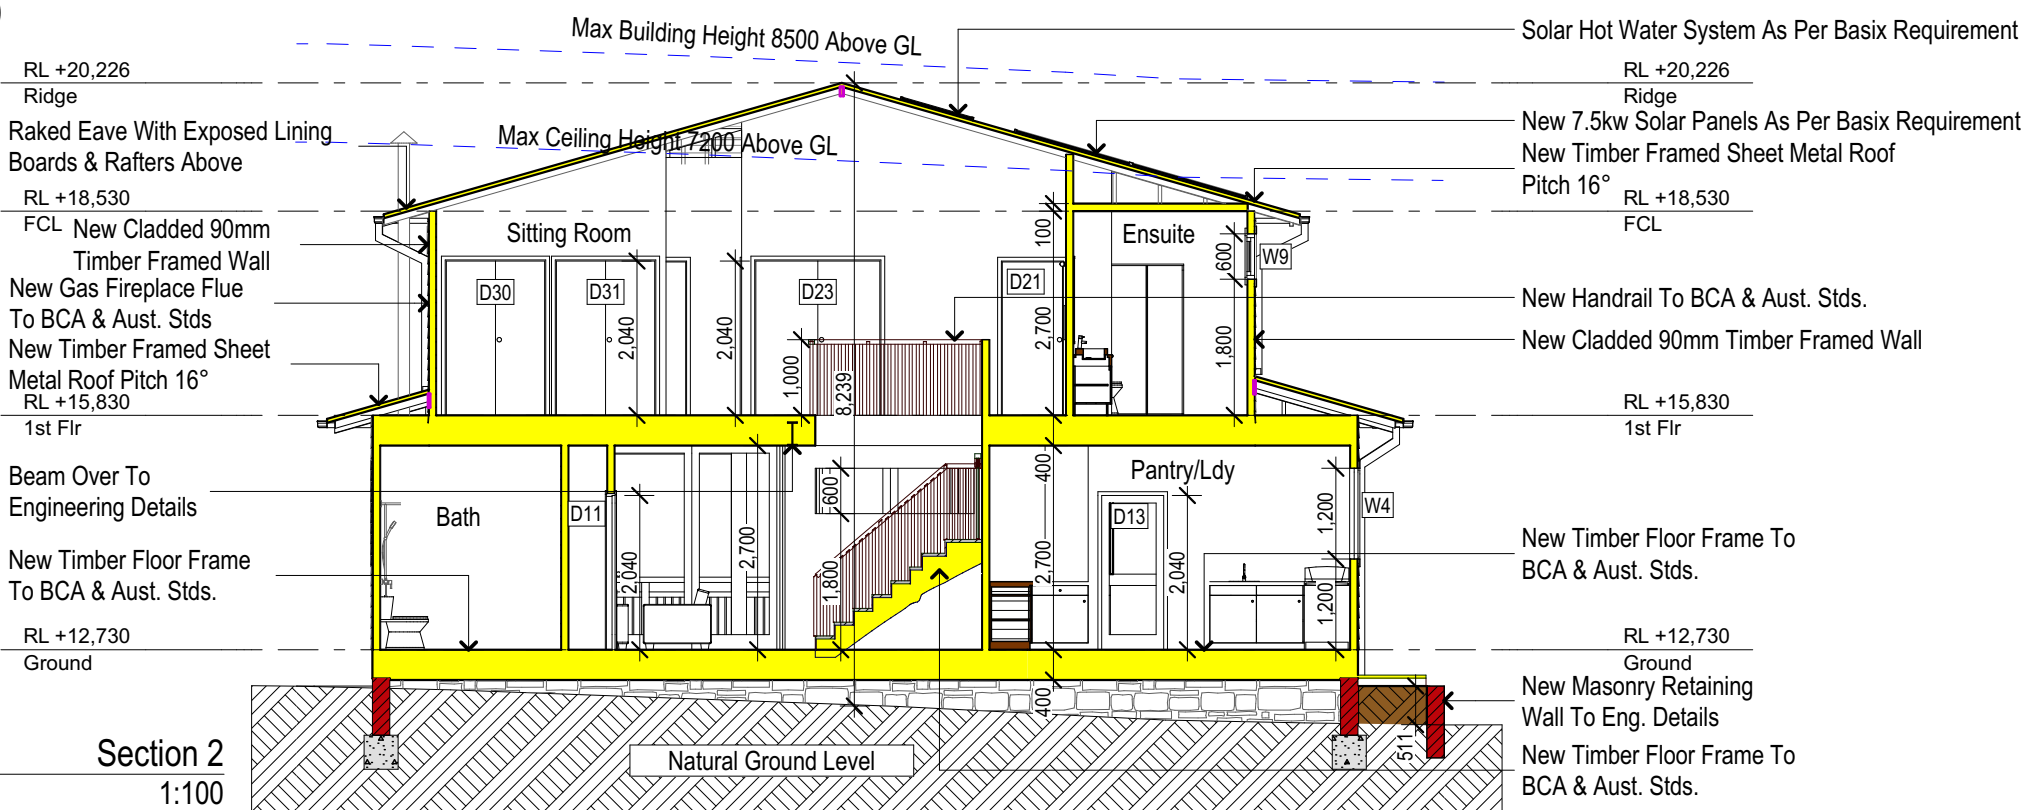 Max Building Height 8500 Above GL
Solar Hot Water System As Per Basix Requirement
RL +20,226
Ridge
RL +20,226
Ridge
Raked Eave With Exposed Lining
Boards & Rafters Above
Max Ceiling Height 7200 Above GL
New 7.5kw Solar Panels As Per Basix Requirement
New Timber Framed Sheet Metal Roof
Pitch 16°
RL +18,530
FCL
RL +18,530
FCL
New Cladded 90mm
Timber Framed Wall
Sitting Room
Ensuite
100
600
W9
New Gas Fireplace Flue
To BCA & Aust. Stds
D30
D31
D23
D21
New Handrail To BCA & Aust. Stds.
New Timber Framed Sheet
Metal Roof Pitch 16°
2,040
2,040
1,000
8,239
2,700
1,800
New Cladded 90mm Timber Framed Wall
RL +15,830
1st Flr
RL +15,830
1st Flr
Beam Over To
Engineering Details
Bath
D11
600
400
Pantry/Ldy
D13
1,200
W4
New Timber Floor Frame
To BCA & Aust. Stds.
2,040
2,700
1,800
2,700
2,040
1,200
New Timber Floor Frame To
BCA & Aust. Stds.
RL +12,730
Ground
RL +12,730
Ground
400
511
New Masonry Retaining
Wall To Eng. Details
Natural Ground Level
New Timber Floor Frame To
BCA & Aust. Stds.
Section 2
1:100